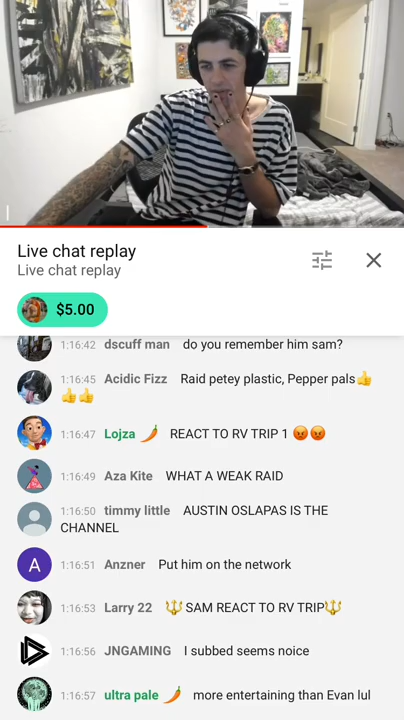 Live chat replay
Live chat replay
$5.00
1:16:42 dscuff man do you remember him sam?
1:16:45 Acidic Fizz Raid petey plastic, Pepper pals👍
👍👍
1:16:47 Lojza 🌶️ REACT TO RV TRIP 1 😡😡
1:16:49 Aza Kite WHAT A WEAK RAID
1:16:50 timmy little AUSTIN OSLAPAS IS THE
CHANNEL
A
1:16:51 Anzner Put him on the network
1:16:53 Larry 22 🔱 SAM REACT TO RV TRIP🔱
1:16:56 JNGAMING I subbed seems noice
1:16:57 ultra pale 🌶️ more entertaining than Evan lul